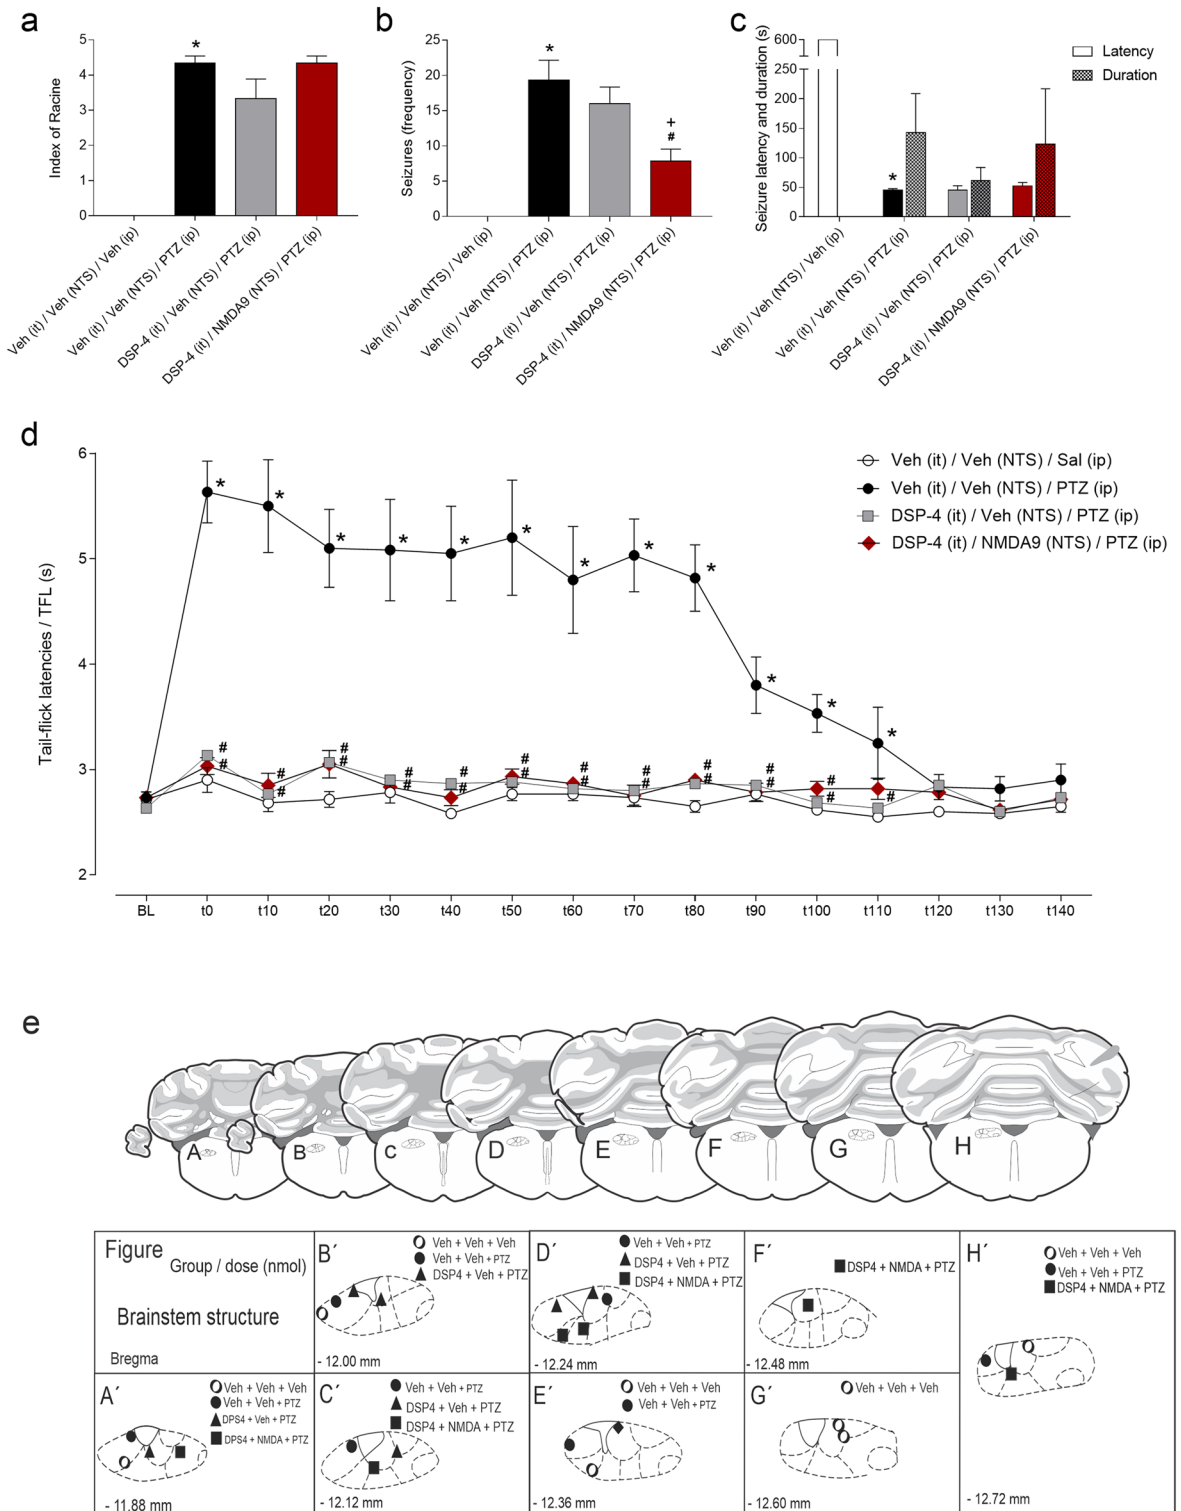 a
Index of Racine
5
4
3
2
1
0
*
Veh (it) / Veh (NTS) / Veh (ip)
Veh (it) / Veh (NTS) / PTZ (ip)
DSP-4 (it) / Veh (NTS) / PTZ (ip)
DSP-4 (it) / NMDA9 (NTS) / PTZ (ip)
b
Seizures (frequency)
25
20
15
10
5
0
*
+
#
Veh (it) / Veh (NTS) / Veh (ip)
Veh (it) / Veh (NTS) / PTZ (ip)
DSP-4 (it) / Veh (NTS) / PTZ (ip)
DSP-4 (it) / NMDA9 (NTS) / PTZ (ip)
c
Seizure latency and duration (s)
600
250
200
150
100
50
0
*
Latency
Duration
Veh (it) / Veh (NTS) / Veh (ip)
Veh (it) / Veh (NTS) / PTZ (ip)
DSP-4 (it) / Veh (NTS) / PTZ (ip)
DSP-4 (it) / NMDA9 (NTS) / PTZ (ip)
d
Tail-flick latencies / TFL (s)
6
5
4
3
2
Veh (it) / Veh (NTS) / Sal (ip)
Veh (it) / Veh (NTS) / PTZ (ip)
DSP-4 (it) / Veh (NTS) / PTZ (ip)
DSP-4 (it) / NMDA9 (NTS) / PTZ (ip)
* * * * * * * * * * * *
# # # # # # # # # # # #
# # # # # # # # # # # #
BL t0 t10 t20 t30 t40 t50 t60 t70 t80 t90 t100 t110 t120 t130 t140
e
A B C D E F G H
Figure
Group / dose (nmol)
Brainstem structure
Bregma
B´
Veh + Veh + Veh
Veh + Veh + PTZ
DSP4 + Veh + PTZ
- 12.00 mm
D´
Veh + Veh + PTZ
DSP4 + Veh + PTZ
DSP4 + NMDA + PTZ
- 12.24 mm
F´
DSP4 + NMDA + PTZ
- 12.48 mm
H´
Veh + Veh + Veh
Veh + Veh + PTZ
DSP4 + NMDA + PTZ
- 12.72 mm
A´
Veh + Veh + Veh
Veh + Veh + PTZ
DPS4 + Veh + PTZ
DPS4 + NMDA + PTZ
- 11.88 mm
C´
Veh + Veh + PTZ
DSP4 + Veh + PTZ
DSP4 + NMDA + PTZ
- 12.12 mm
E´
Veh + Veh + Veh
Veh + Veh + PTZ
- 12.36 mm
G´
Veh + Veh + Veh
- 12.60 mm